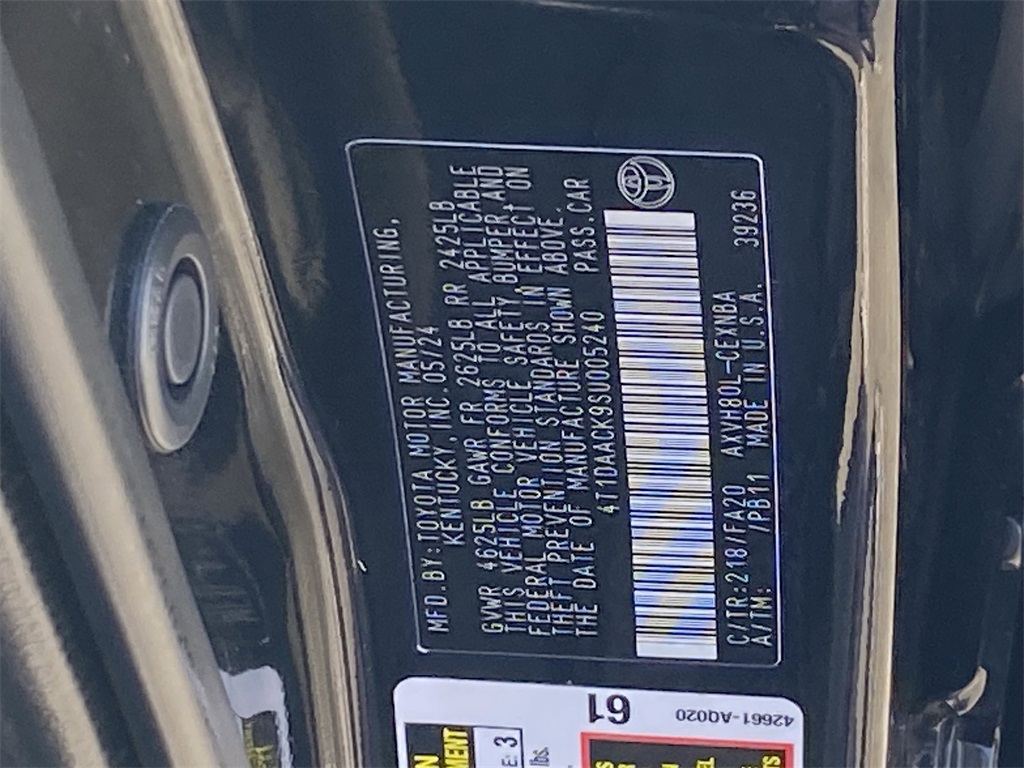 MFD.BY:TOYOTA MOTOR MANUFACTURING,
KENTUCKY, INC. 05/24
GVWR 4625LB GAWR FR 2625LB RR 2425LB
THIS VEHICLE CONFORMS TO ALL APPLICABLE
FEDERAL MOTOR VEHICLE SAFETY BUMPER, AND
THEFT PREVENTION STANDARDS IN EFFECT ON
THE DATE OF MANUFACTURE SHOWN ABOVE.
4T1DAACK9SU005240 PASS.CAR
C/TR:218/FA20 AXVH80L-CEXNBA 39236
A/TM: /PB11 MADE IN U.S.A.
61
42661-AQ020
3
lbs.